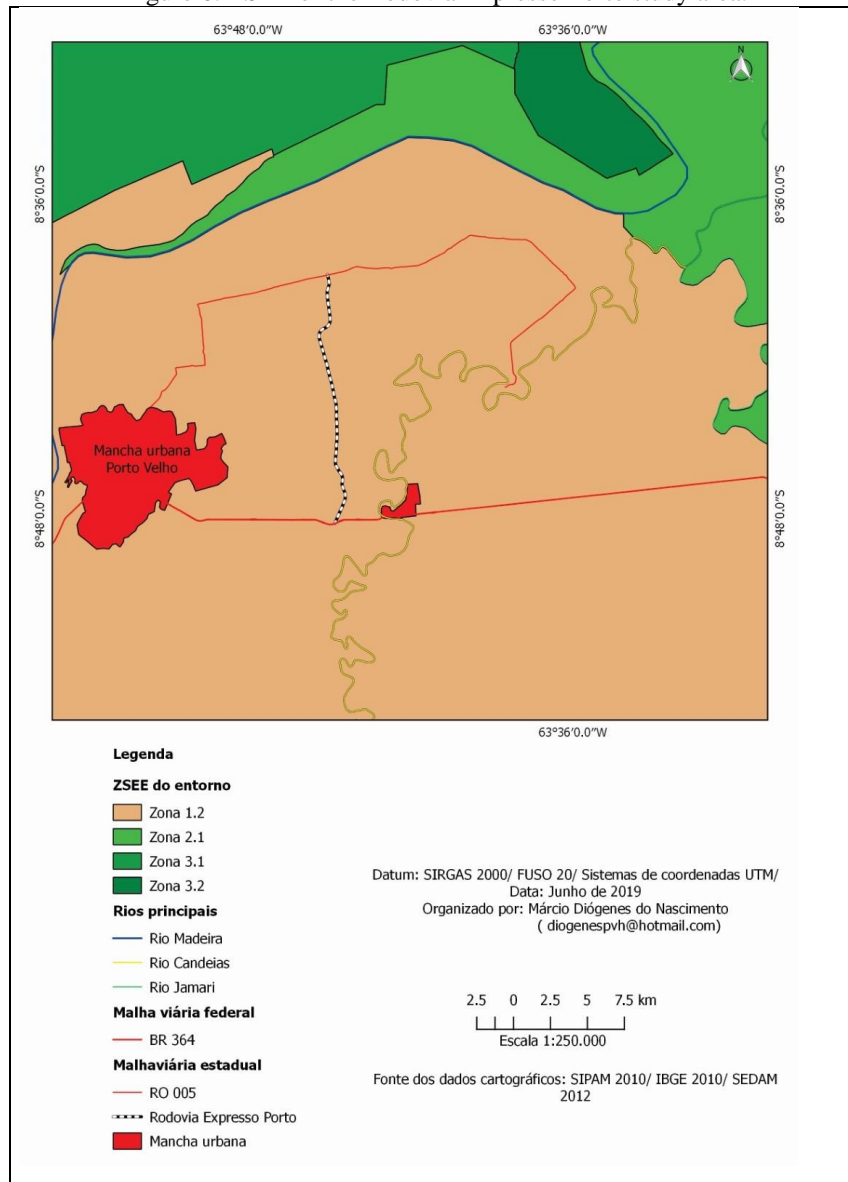 63°48'0.0"W 63°36'0.0"W
N
8°36'0.0"S 8°36'0.0"S
Mancha urbana
Porto Velho
8°48'0.0"S 8°48'0.0"S
63°36'0.0"W
Legenda
ZSEE do entorno
Zona 1.2
Zona 2.1
Zona 3.1
Zona 3.2
Rios principais
Rio Madeira
Rio Candeias
Rio Jamari
Malha viária federal
BR 364
Malhaviária estadual
RO 005
Rodovia Expresso Porto
Mancha urbana
Datum: SIRGAS 2000/ FUSO 20/ Sistemas de coordenadas UTM/
Data: Junho de 2019
Organizado por: Márcio Diógenes do Nascimento
( diogenespvh@hotmail.com)
2.5 0 2.5 5 7.5 km
Escala 1:250.000
Fonte dos dados cartográficos: SIPAM 2010/ IBGE 2010/ SEDAM
2012